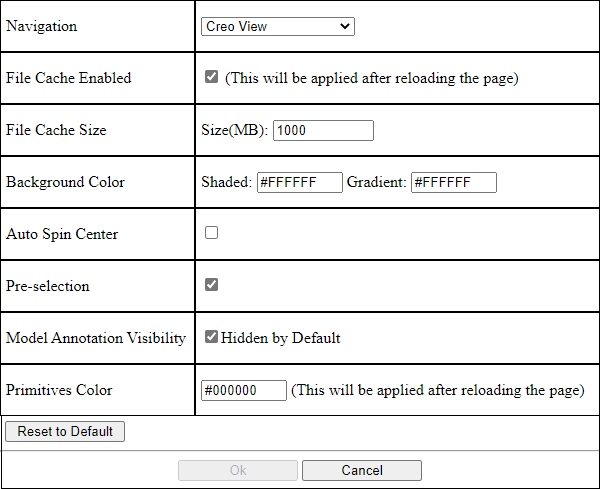 Navigation Creo View
File Cache Enabled (This will be applied after reloading the page)
File Cache Size Size(MB): 1000
Background Color Shaded: #FFFFFF Gradient: #FFFFFF
Auto Spin Center
Pre-selection
Model Annotation Visibility Hidden by Default
Primitives Color #000000 (This will be applied after reloading the page)
Reset to Default
Ok Cancel